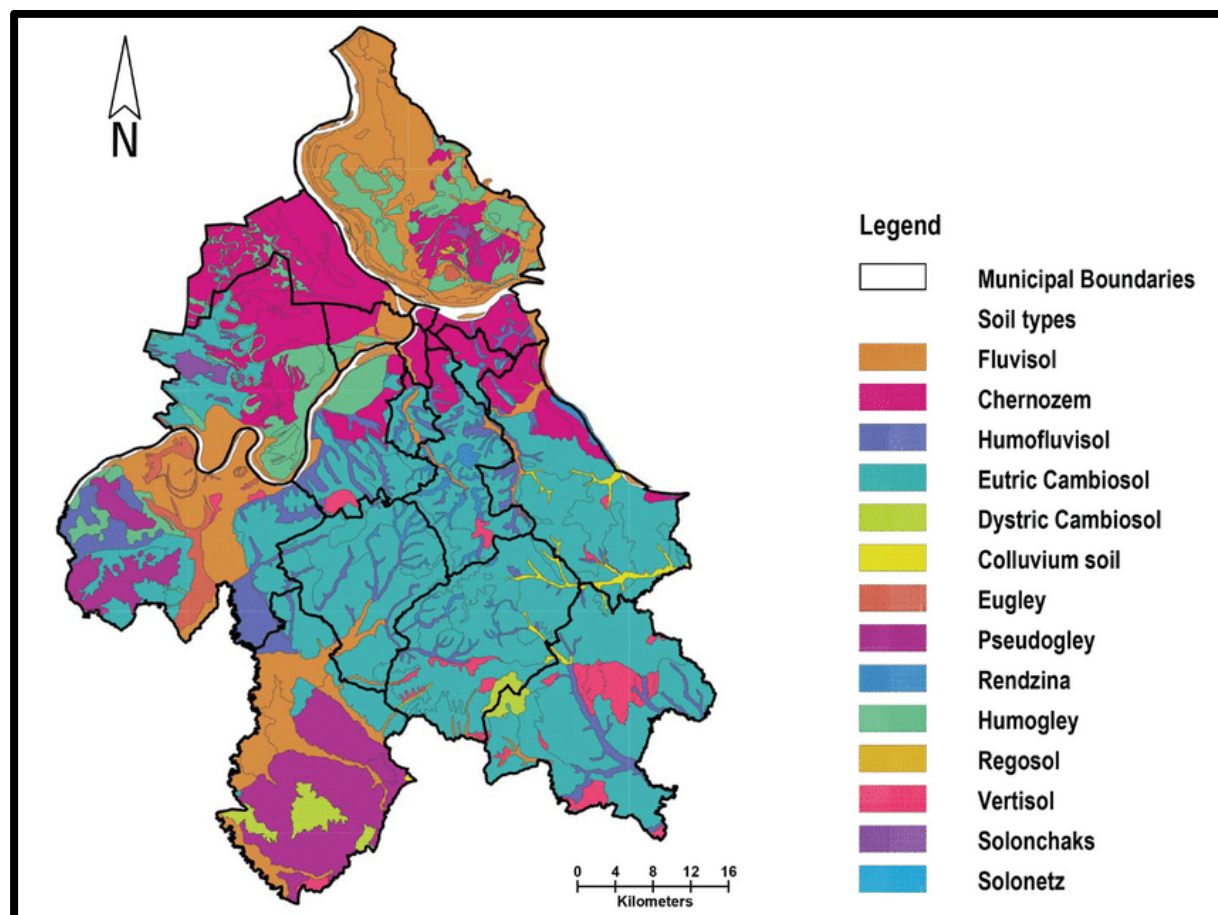 N
Legend
Municipal Boundaries
Soil types
Fluvisol
Chernozem
Humofluvisol
Eutric Cambiosol
Dystric Cambiosol
Colluvium soil
Eugley
Pseudogley
Rendzina
Humogley
Regosol
Vertisol
Solonchaks
Solonetz
0 4 8 12 16
Kilometers